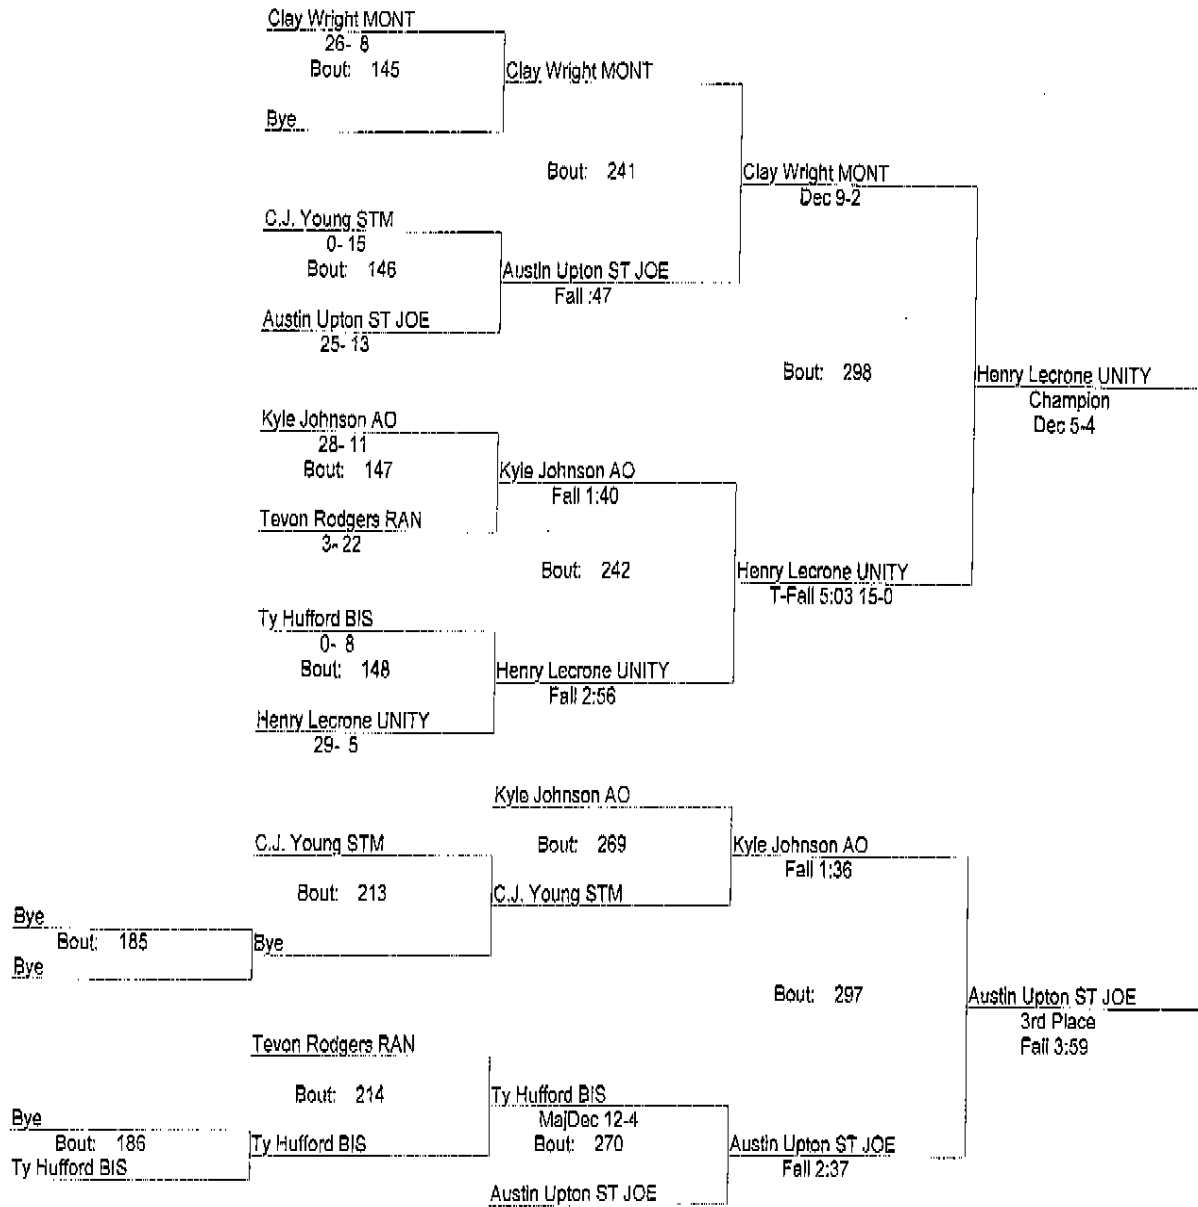 Clay Wright MONT
26- 8
Bout: 145
Clay Wright MONT
Bye
Bout: 241
Clay Wright MONT
Dec 9-2
C.J. Young STM
0- 15
Bout: 146
Austin Upton ST JOE
Fall :47
Austin Upton ST JOE
25- 13
Bout: 298
Henry Lecrone UNITY
Champion
Dec 5-4
Kyle Johnson AO
28- 11
Bout: 147
Kyle Johnson AO
Fall 1:40
Tevon Rodgers RAN
3- 22
Bout: 242
Henry Lecrone UNITY
T-Fall 5:03 15-0
Ty Hufford BIS
0- 8
Bout: 148
Henry Lecrone UNITY
Fall 2:56
Henry Lecrone UNITY
29- 5
Kyle Johnson AO
C.J. Young STM
Bout: 269
Kyle Johnson AO
Fall 1:36
Bout: 213
C.J. Young STM
Bye
Bout: 185
Bye
Bye
Bout: 297
Austin Upton ST JOE
3rd Place
Fall 3:59
Tevon Rodgers RAN
Bout: 214
Ty Hufford BIS
MajDec 12-4
Bye
Bout: 186
Ty Hufford BIS
Bout: 270
Austin Upton ST JOE
Fall 2:37
Ty Hufford BIS
Austin Upton ST JOE